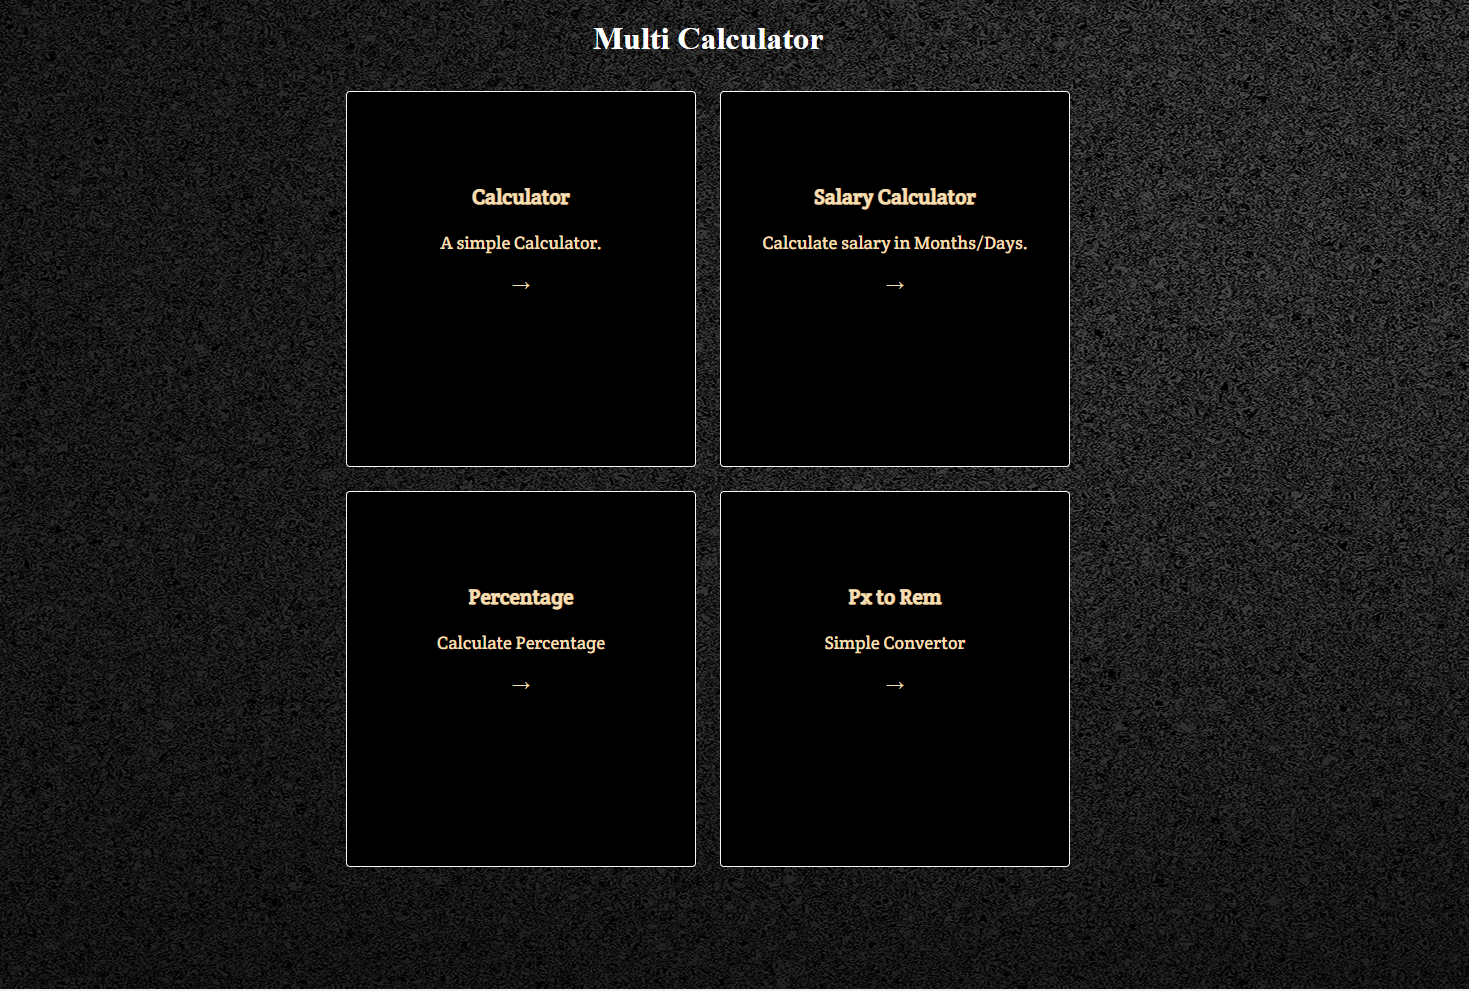 Multi Calculator
Calculator
A simple Calculator.
→
Salary Calculator
Calculate salary in Months/Days.
→
Percentage
Calculate Percentage
→
Px to Rem
Simple Convertor
→